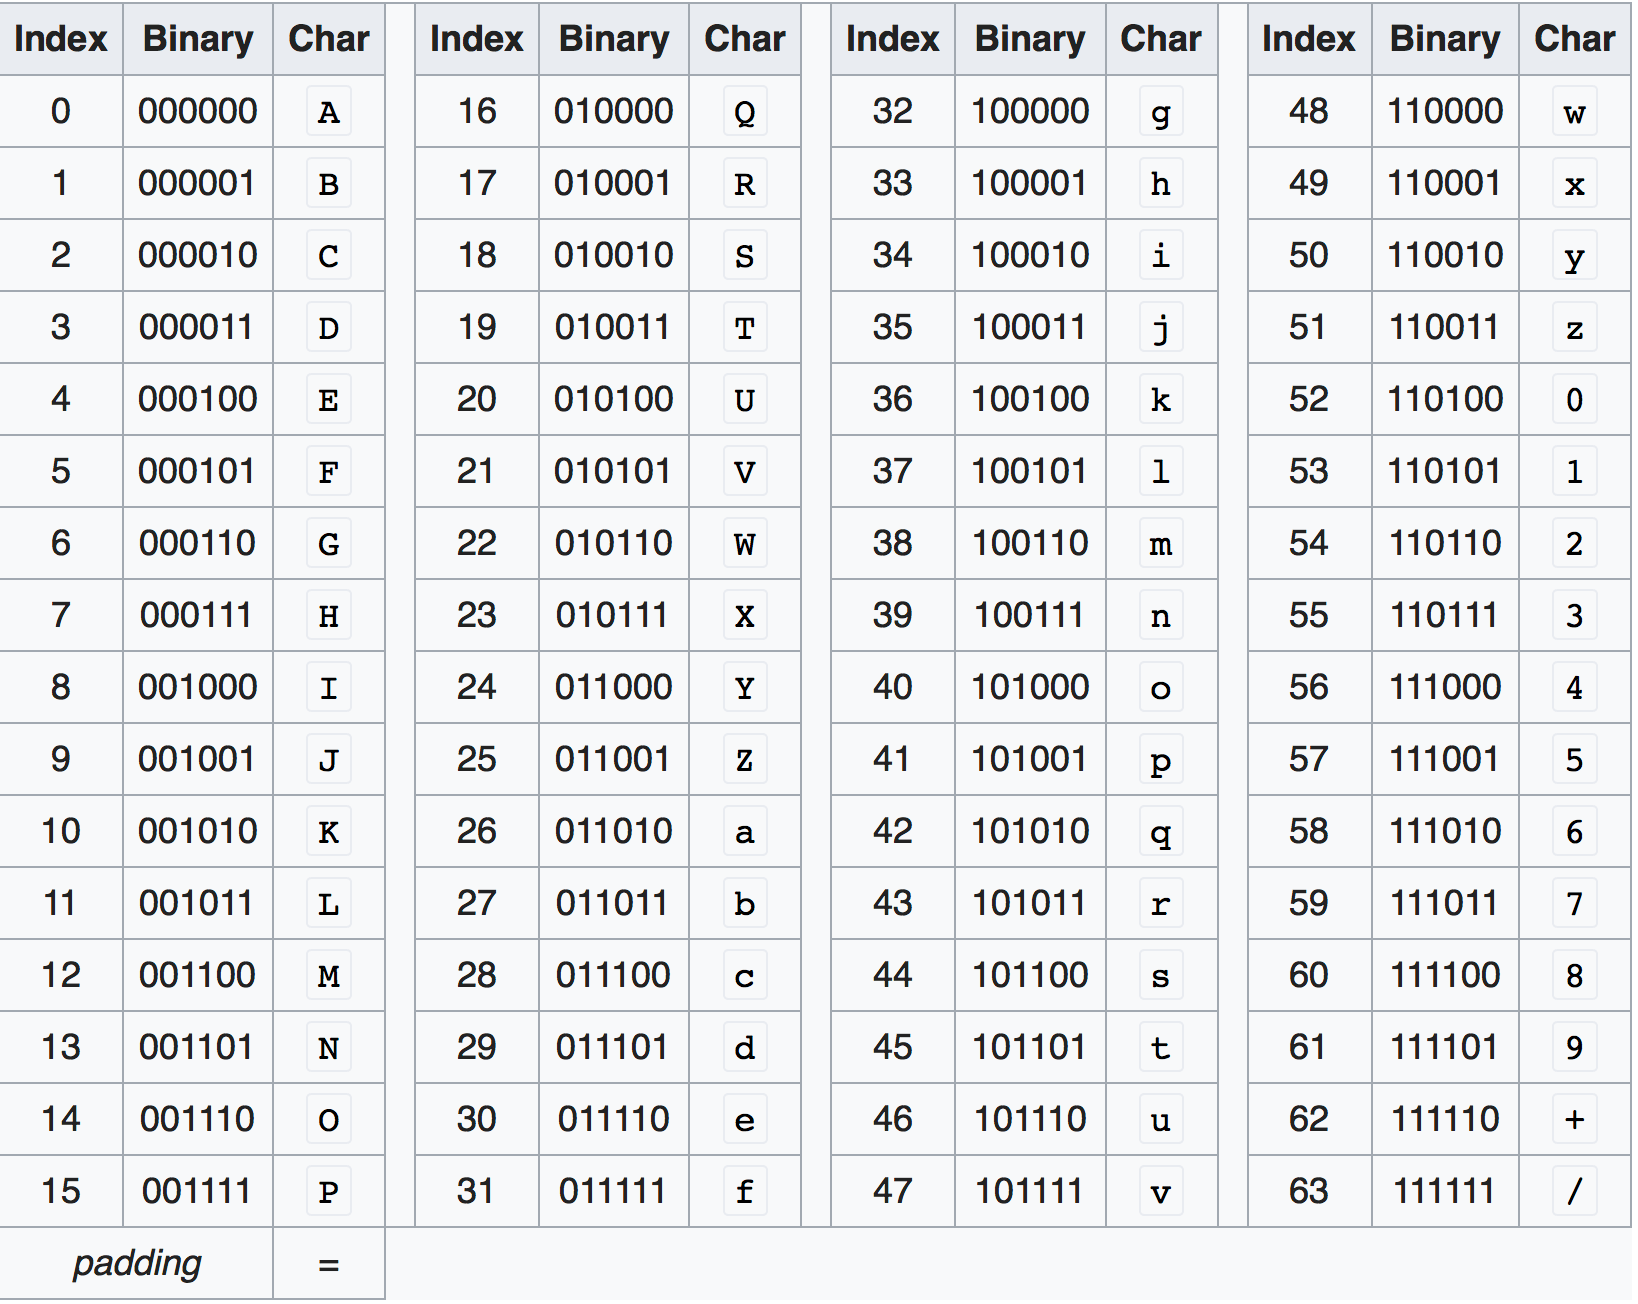 Index Binary Char Index Binary Char Index Binary Char Index Binary Char
0 000000 A 16 010000 Q 32 100000 g 48 110000 w
1 000001 B 17 010001 R 33 100001 h 49 110001 x
2 000010 C 18 010010 S 34 100010 i 50 110010 y
3 000011 D 19 010011 T 35 100011 j 51 110011 z
4 000100 E 20 010100 U 36 100100 k 52 110100 0
5 000101 F 21 010101 V 37 100101 l 53 110101 1
6 000110 G 22 010110 W 38 100110 m 54 110110 2
7 000111 H 23 010111 X 39 100111 n 55 110111 3
8 001000 I 24 011000 Y 40 101000 o 56 111000 4
9 001001 J 25 011001 Z 41 101001 p 57 111001 5
10 001010 K 26 011010 a 42 101010 q 58 111010 6
11 001011 L 27 011011 b 43 101011 r 59 111011 7
12 001100 M 28 011100 c 44 101100 s 60 111100 8
13 001101 N 29 011101 d 45 101101 t 61 111101 9
14 001110 O 30 011110 e 46 101110 u 62 111110 +
15 001111 P 31 011111 f 47 101111 v 63 111111 /
padding =